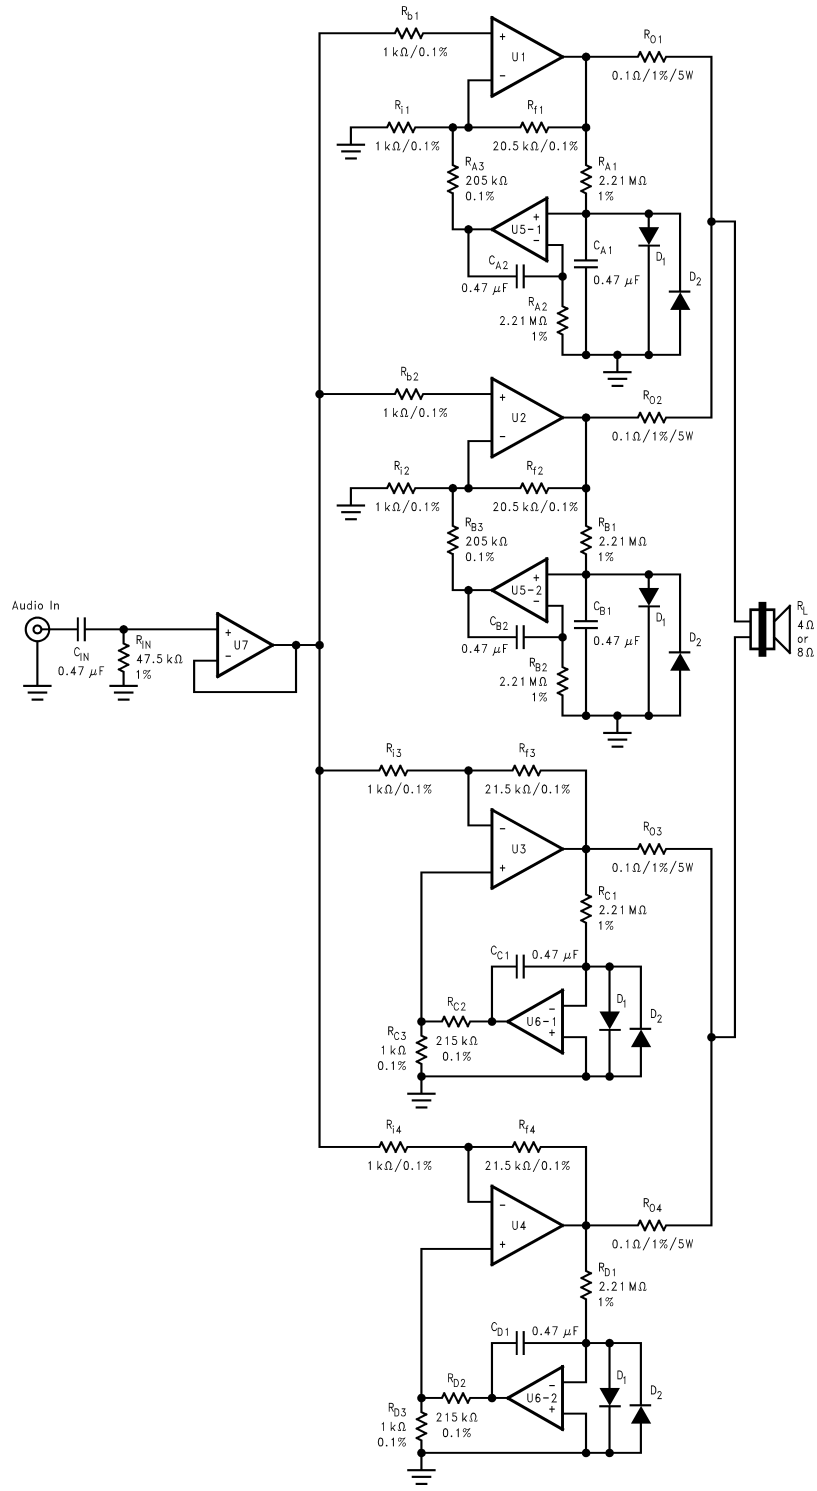 R_b1
1 kΩ/0.1%
+
U1
−
R_O1
0.1Ω/1%/5W
R_i1
1 kΩ/0.1%
R_f1
20.5 kΩ/0.1%
R_A3
205 kΩ
0.1%
R_A1
2.21 MΩ
1%
+
U5-1
−
C_A2
0.47 μF
C_A1
0.47 μF
D_1
D_2
R_A2
2.21 MΩ
1%
R_b2
1 kΩ/0.1%
+
U2
−
R_O2
0.1Ω/1%/5W
R_i2
1 kΩ/0.1%
R_f2
20.5 kΩ/0.1%
R_B3
205 kΩ
0.1%
R_B1
2.21 MΩ
1%
+
U5-2
−
C_B2
0.47 μF
C_B1
0.47 μF
D_1
D_2
R_B2
2.21 MΩ
1%
Audio In
C_IN
0.47 μF
R_IN
47.5 kΩ
1%
+
U7
−
R_L
4Ω
or
8Ω
R_i3
1 kΩ/0.1%
R_f3
21.5 kΩ/0.1%
−
U3
+
R_O3
0.1Ω/1%/5W
R_C1
2.21 MΩ
1%
C_C1
0.47 μF
R_C2
215 kΩ
0.1%
−
U6-1
+
D_1
D_2
R_C3
1 kΩ
0.1%
R_i4
1 kΩ/0.1%
R_f4
21.5 kΩ/0.1%
−
U4
+
R_O4
0.1Ω/1%/5W
R_D1
2.21 MΩ
1%
C_D1
0.47 μF
R_D2
215 kΩ
0.1%
−
U6-2
+
D_1
D_2
R_D3
1 kΩ
0.1%